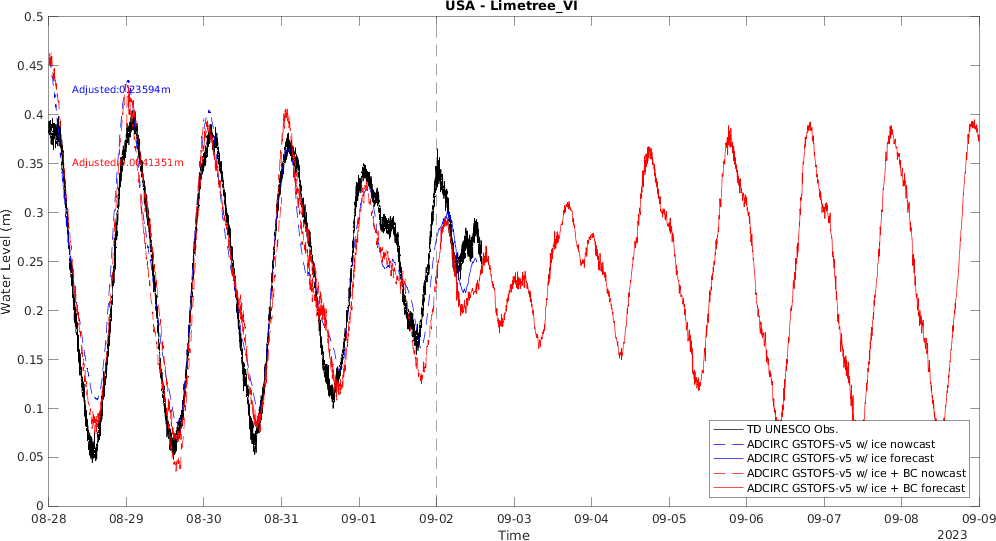 USA - Limetree_VI
0.5
0.45
0.4
0.35
0.3
0.25
0.2
0.15
0.1
0.05
0
Water Level (m)
Adjusted:0.23594m
Adjusted:0.0041351m
TD UNESCO Obs.
ADCIRC GSTOFS-v5 w/ ice nowcast
ADCIRC GSTOFS-v5 w/ ice forecast
ADCIRC GSTOFS-v5 w/ ice + BC nowcast
ADCIRC GSTOFS-v5 w/ ice + BC forecast
08-28 08-29 08-30 08-31 09-01 09-02 09-03 09-04 09-05 09-06 09-07 09-08 09-09
Time
2023